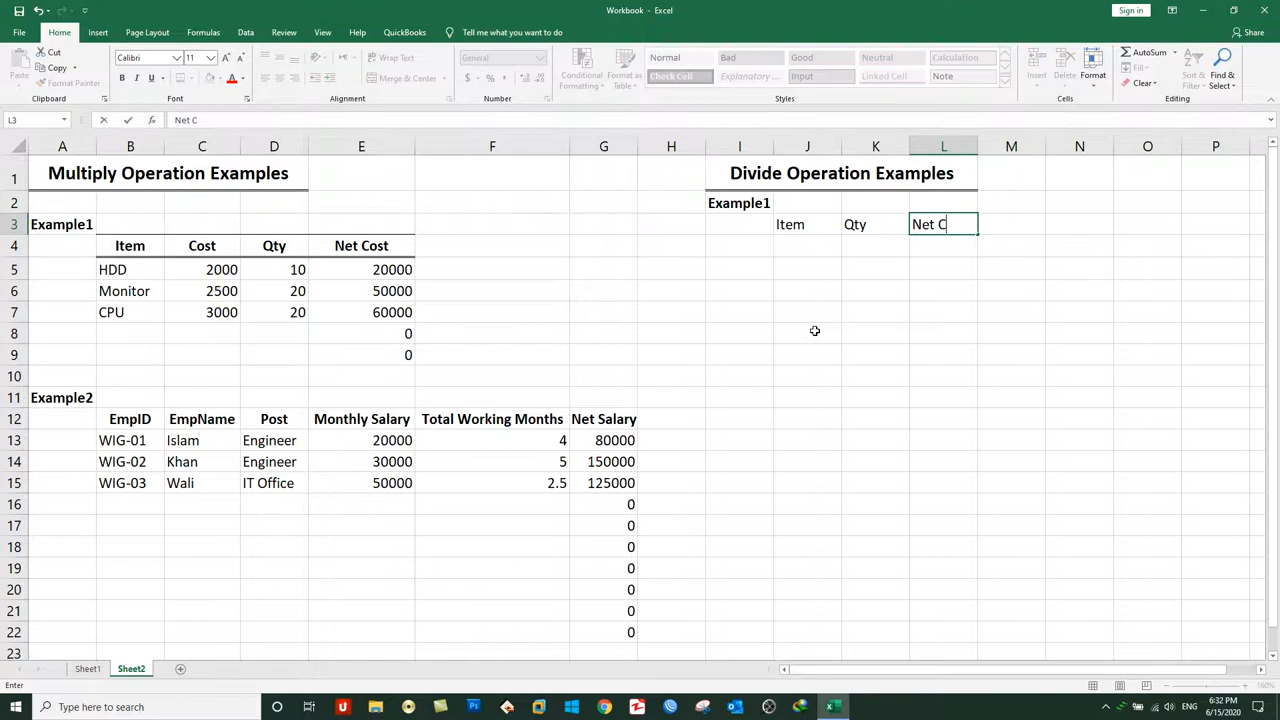 Workbook - Excel
Sign in
File Home Insert Page Layout Formulas Data Review View Help QuickBooks Tell me what you want to do Share
Cut
Copy
Format Painter
Paste
Clipboard
Calibri 11
B I U
Font
Wrap Text
Merge & Center
Alignment
General
$ % ,
Number
Conditional Formatting
Format as Table
Normal Bad Good Neutral Calculation
Check Cell Explanatory ... Input Linked Cell Note
Styles
Insert Delete Format
Cells
AutoSum
Fill
Clear
Sort & Filter
Find & Select
Editing
L3 fx Net C
A B C D E F G H I J K L M N O P
1 Multiply Operation Examples Divide Operation Examples
2 Example1
3 Example1 Item Qty Net C
4 Item Cost Qty Net Cost
5 HDD 2000 10 20000
6 Monitor 2500 20 50000
7 CPU 3000 20 60000
8 0
9 0
10
11 Example2
12 EmpID EmpName Post Monthly Salary Total Working Months Net Salary
13 WIG-01 Islam Engineer 20000 4 80000
14 WIG-02 Khan Engineer 30000 5 150000
15 WIG-03 Wali IT Office 50000 2.5 125000
16 0
17 0
18 0
19 0
20 0
21 0
22 0
23
Sheet1 Sheet2
Enter 160%
Type here to search
6:32 PM
6/15/2020